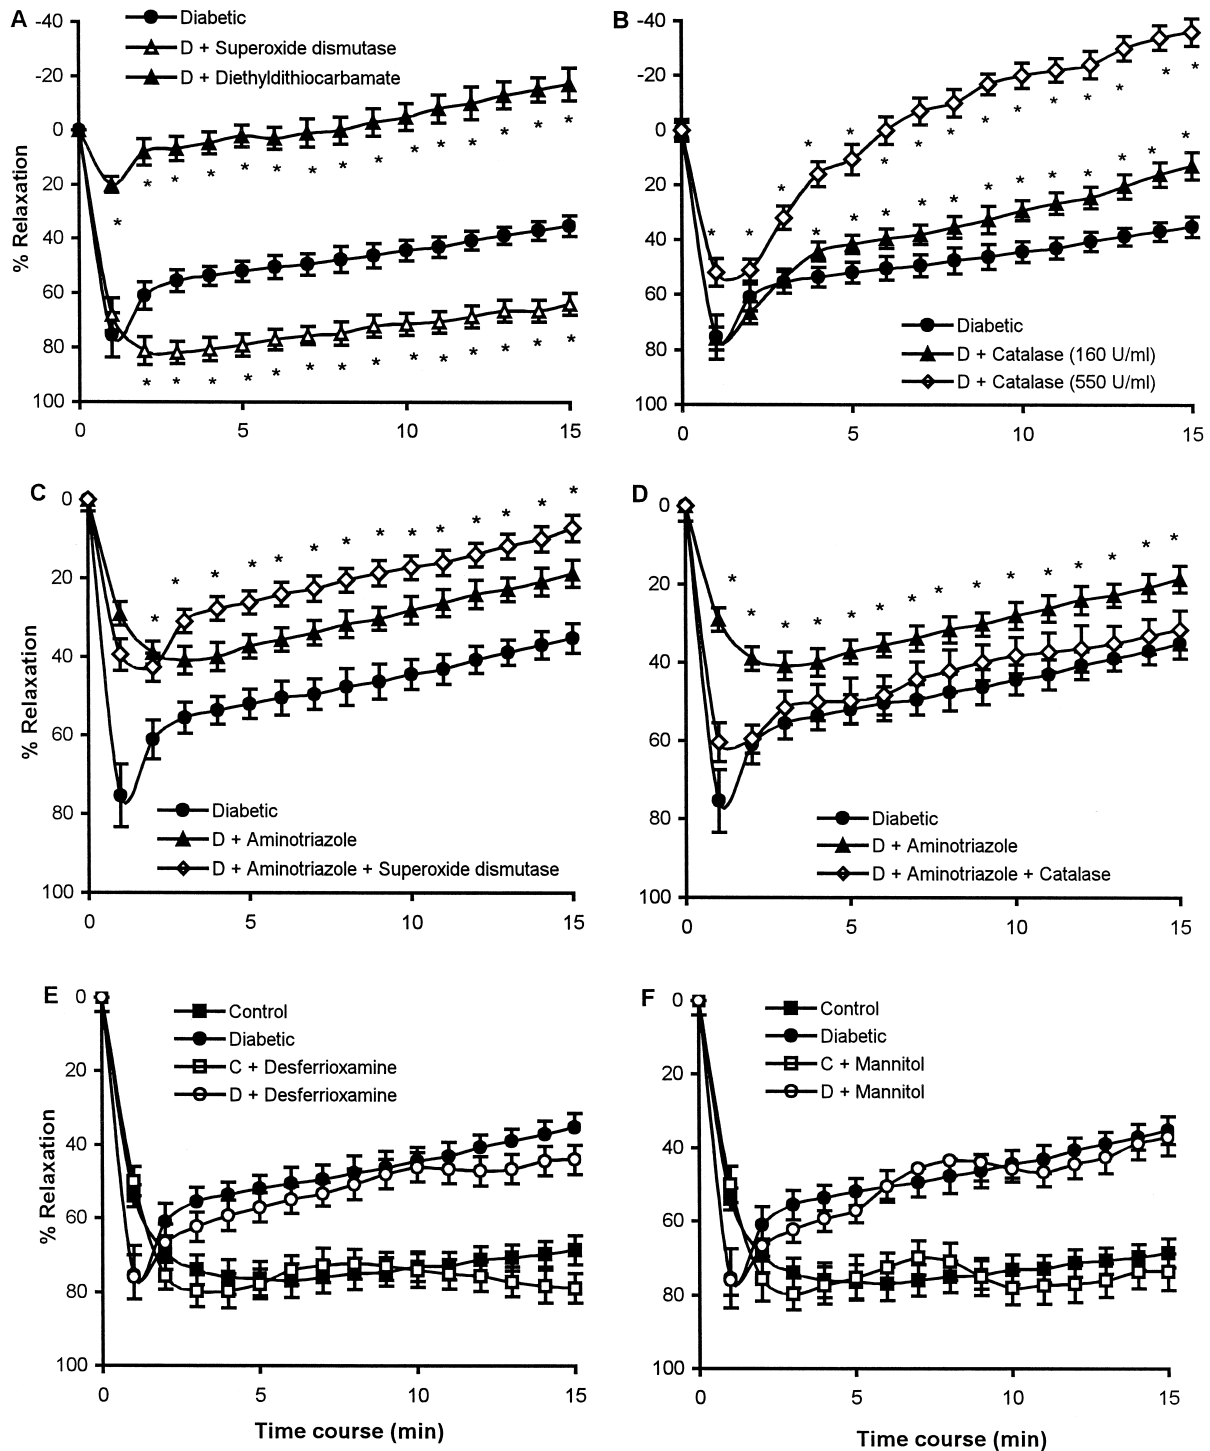 A
-40
-20
0
20
40
60
80
100
% Relaxation
Diabetic
D + Superoxide dismutase
D + Diethyldithiocarbamate
* * * * * * * * * * * * * * *
* * * * * * * * * * * * * *
0 5 10 15
B
-40
-20
0
20
40
60
80
100
* * * * * * * * * * * * * * *
* * * * * * * * * * * *
Diabetic
D + Catalase (160 U/ml)
D + Catalase (550 U/ml)
0 5 10 15
C
0
20
40
60
80
100
% Relaxation
* * * * * * * * * * * * * *
Diabetic
D + Aminotriazole
D + Aminotriazole + Superoxide dismutase
0 5 10 15
D
0
20
40
60
80
100
* * * * * * * * * * * * * * *
Diabetic
D + Aminotriazole
D + Aminotriazole + Catalase
0 5 10 15
E
0
20
40
60
80
100
% Relaxation
Control
Diabetic
C + Desferrioxamine
D + Desferrioxamine
0 5 10 15
Time course (min)
F
0
20
40
60
80
100
Control
Diabetic
C + Mannitol
D + Mannitol
0 5 10 15
Time course (min)